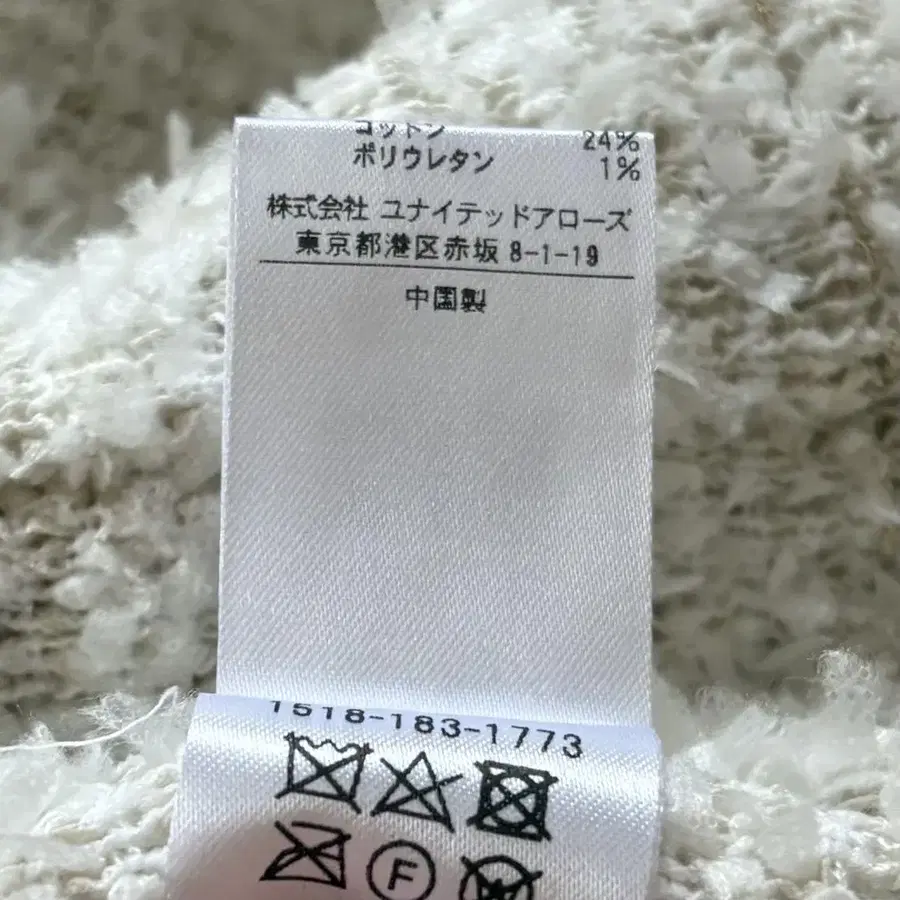 コットン 24%
ポリウレタン 1%
株式会社 ユナイテッドアローズ
東京都港区赤坂 8-1-19
中国製
1518-183-1773
F